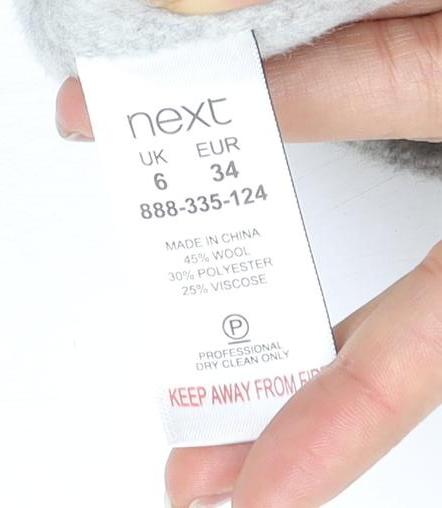 next
UK EUR
6 34
888-335-124
MADE IN CHINA
45% WOOL
30% POLYESTER
25% VISCOSE
P
PROFESSIONAL
DRY CLEAN ONLY
KEEP AWAY FROM FIR